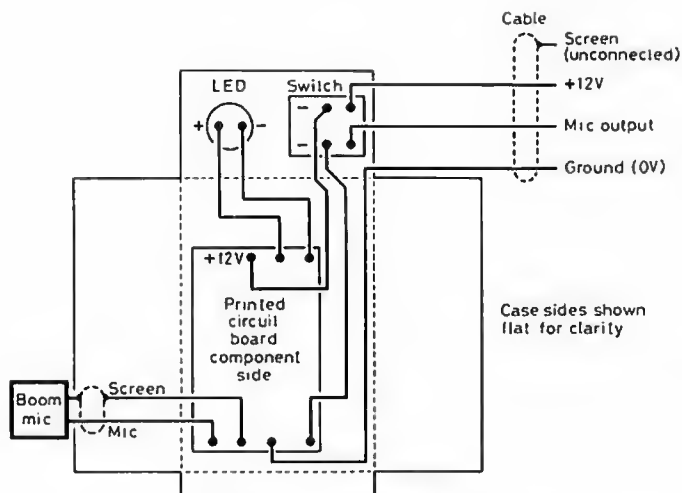 Cable
Screen
(unconnected)
LED
Switch
+12V
+
−
−
−
Mic output
Ground (0V)
+12V
Printed
circuil
board
component
side
Case sides shown
flat for clarity
Boom
mic
Screen
Mic